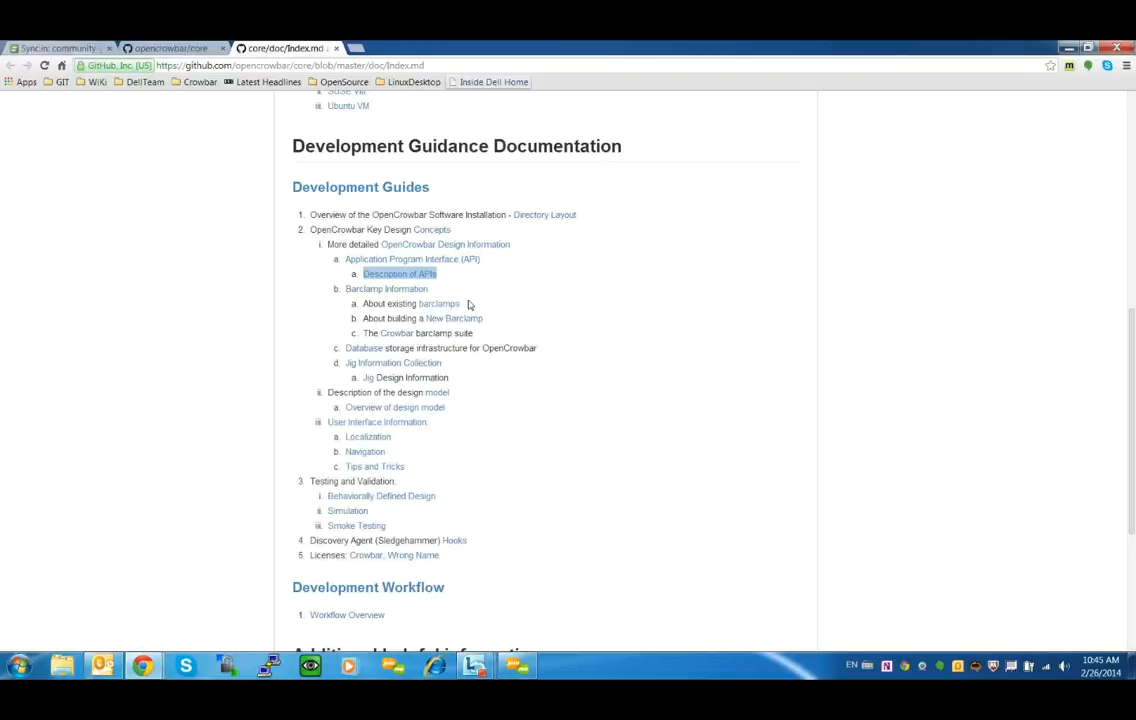 Sync.in: community
opencrowbar/core
core/doc/Index.md
GitHub, Inc. [US] https://github.com/opencrowbar/core/blob/master/doc/Index.md
Apps GIT WiKi DellTeam Crowbar Latest Headlines OpenSource LinuxDesktop Inside Dell Home
ii. SUSE VM
iii. Ubuntu VM
Development Guidance Documentation
Development Guides
1. Overview of the OpenCrowbar Software Installation - Directory Layout
2. OpenCrowbar Key Design Concepts
i. More detailed OpenCrowbar Design Information
a. Application Program Interface (API)
a. Description of APIs
b. Barclamp Information
a. About existing barclamps
b. About building a New Barclamp
c. The Crowbar barclamp suite
c. Database storage infrastructure for OpenCrowbar
d. Jig Information Collection
a. Jig Design Information
ii. Description of the design model
a. Overview of design model
iii. User Interface Information:
a. Localization
b. Navigation
c. Tips and Tricks
3. Testing and Validation:
i. Behaviorally Defined Design
ii. Simulation
iii. Smoke Testing
4. Discovery Agent (Sledgehammer) Hooks
5. Licenses: Crowbar, Wrong Name
Development Workflow
1. Workflow Overview
EN
10:45 AM
2/26/2014